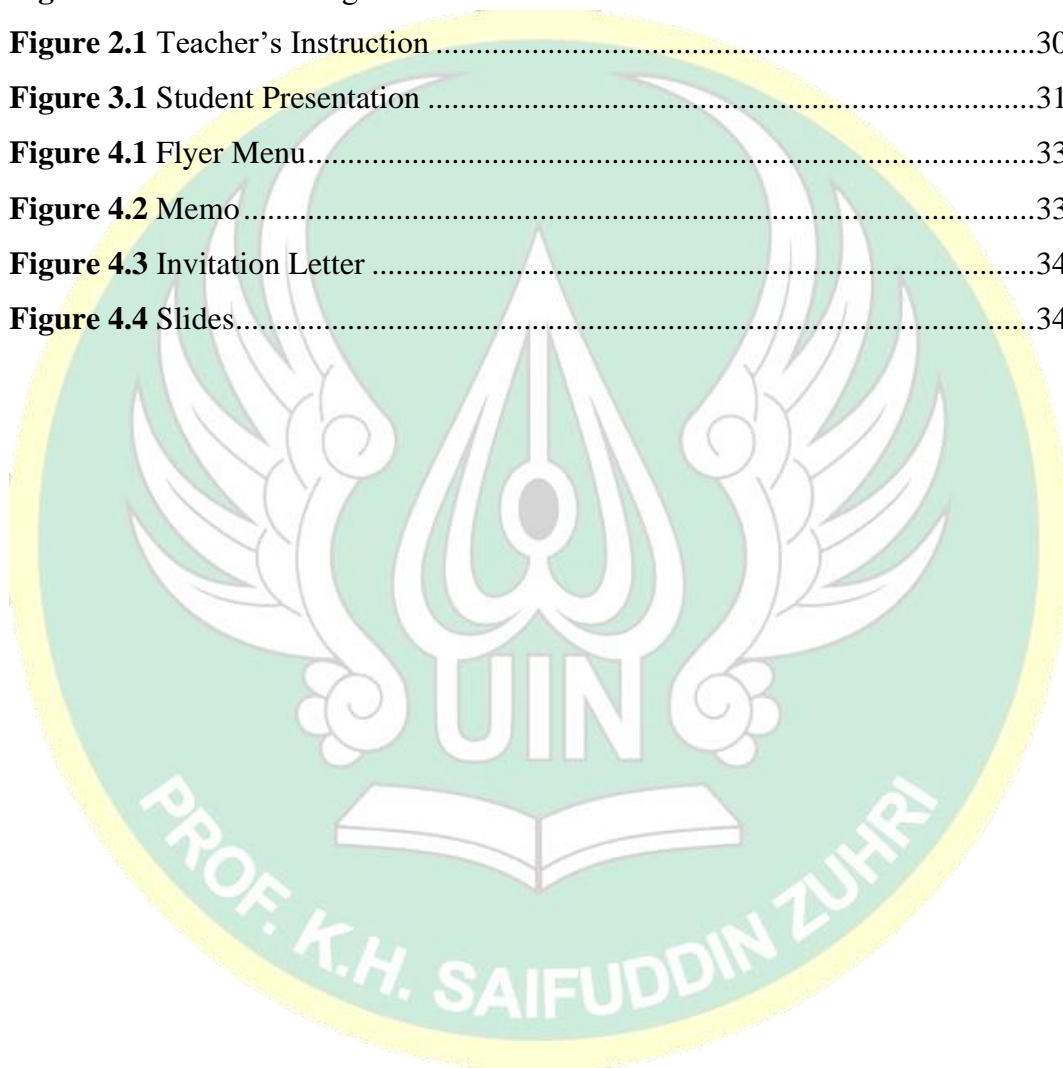 Figure 2.1 Teacher's Instruction ........................................................................30
Figure 3.1 Student Presentation .........................................................................31
Figure 4.1 Flyer Menu.......................................................................................33
Figure 4.2 Memo...............................................................................................33
Figure 4.3 Invitation Letter ................................................................................34
Figure 4.4 Slides................................................................................................34
UIN
PROF. K.H. SAIFUDDIN ZUHRI